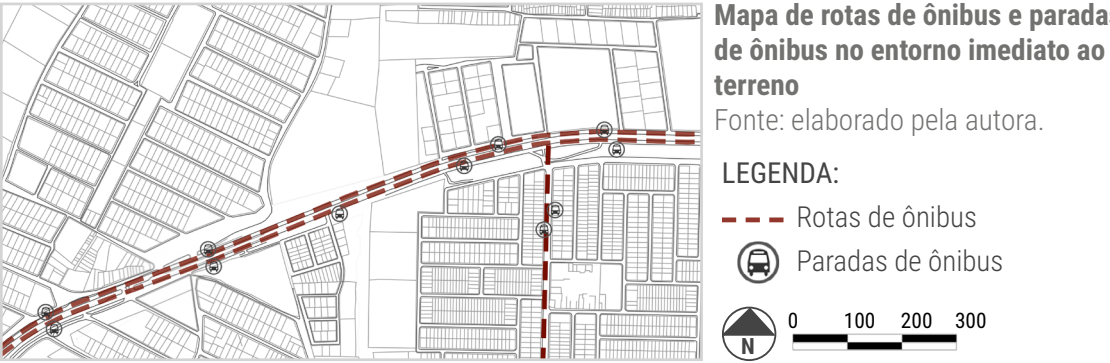 Mapa de rotas de ônibus e paradas
de ônibus no entorno imediato ao
terreno
Fonte: elaborado pela autora.
LEGENDA:
Rotas de ônibus
Paradas de ônibus
N
0 100 200 300